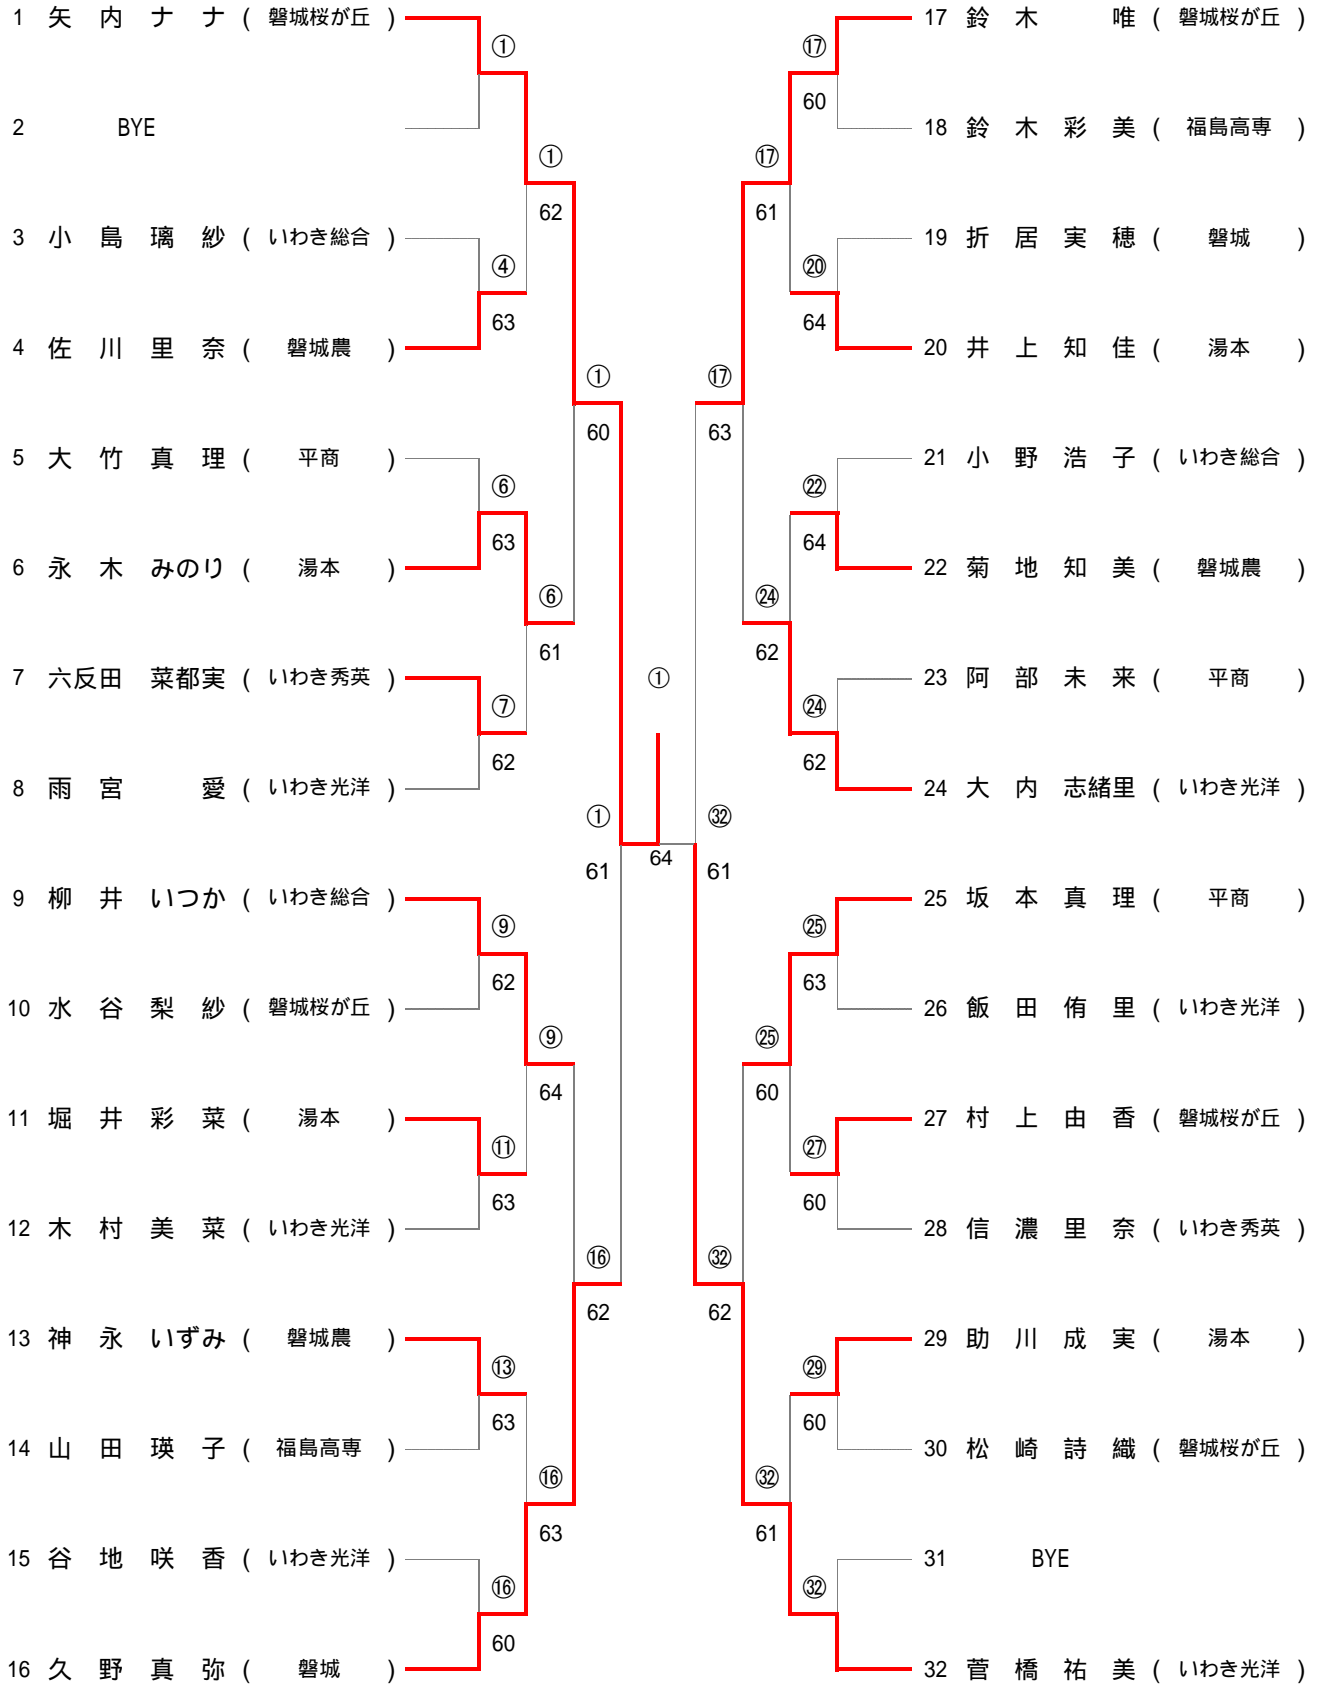 1 矢内ナナ ( 磐城桜が丘 )
①
2 BYE
①
62
3 小島璃紗 ( いわき総合 )
④
63
4 佐川里奈 ( 磐城農 )
①
60
5 大竹真理 ( 平商 )
⑥
63
6 永木みのり ( 湯本 )
⑥
61
7 六反田 菜都実 ( いわき秀英 )
⑦
62
8 雨宮 愛 ( いわき光洋 )
①
61
9 柳井いつか ( いわき総合 )
⑨
62
10 水谷梨紗 ( 磐城桜が丘 )
⑨
64
11 堀井彩菜 ( 湯本 )
⑪
63
12 木村美菜 ( いわき光洋 )
⑯
62
13 神永いずみ ( 磐城農 )
⑬
63
14 山田瑛子 ( 福島高専 )
⑯
63
15 谷地咲香 ( いわき光洋 )
⑯
60
16 久野真弥 ( 磐城 )
①
64
17 鈴木 唯 ( 磐城桜が丘 )
⑰
60
18 鈴木彩美 ( 福島高専 )
⑰
61
19 折居実穂 ( 磐城 )
⑳
64
20 井上知佳 ( 湯本 )
⑰
63
21 小野浩子 ( いわき総合 )
㉒
64
22 菊地知美 ( 磐城農 )
㉔
62
23 阿部未来 ( 平商 )
㉔
62
24 大内志緒里 ( いわき光洋 )
㉜
61
25 坂本真理 ( 平商 )
㉕
63
26 飯田侑里 ( いわき光洋 )
㉕
60
27 村上由香 ( 磐城桜が丘 )
㉗
60
28 信濃里奈 ( いわき秀英 )
㉜
62
29 助川成実 ( 湯本 )
㉙
60
30 松崎詩織 ( 磐城桜が丘 )
㉜
61
31 BYE
㉜
32 菅橋祐美 ( いわき光洋 )